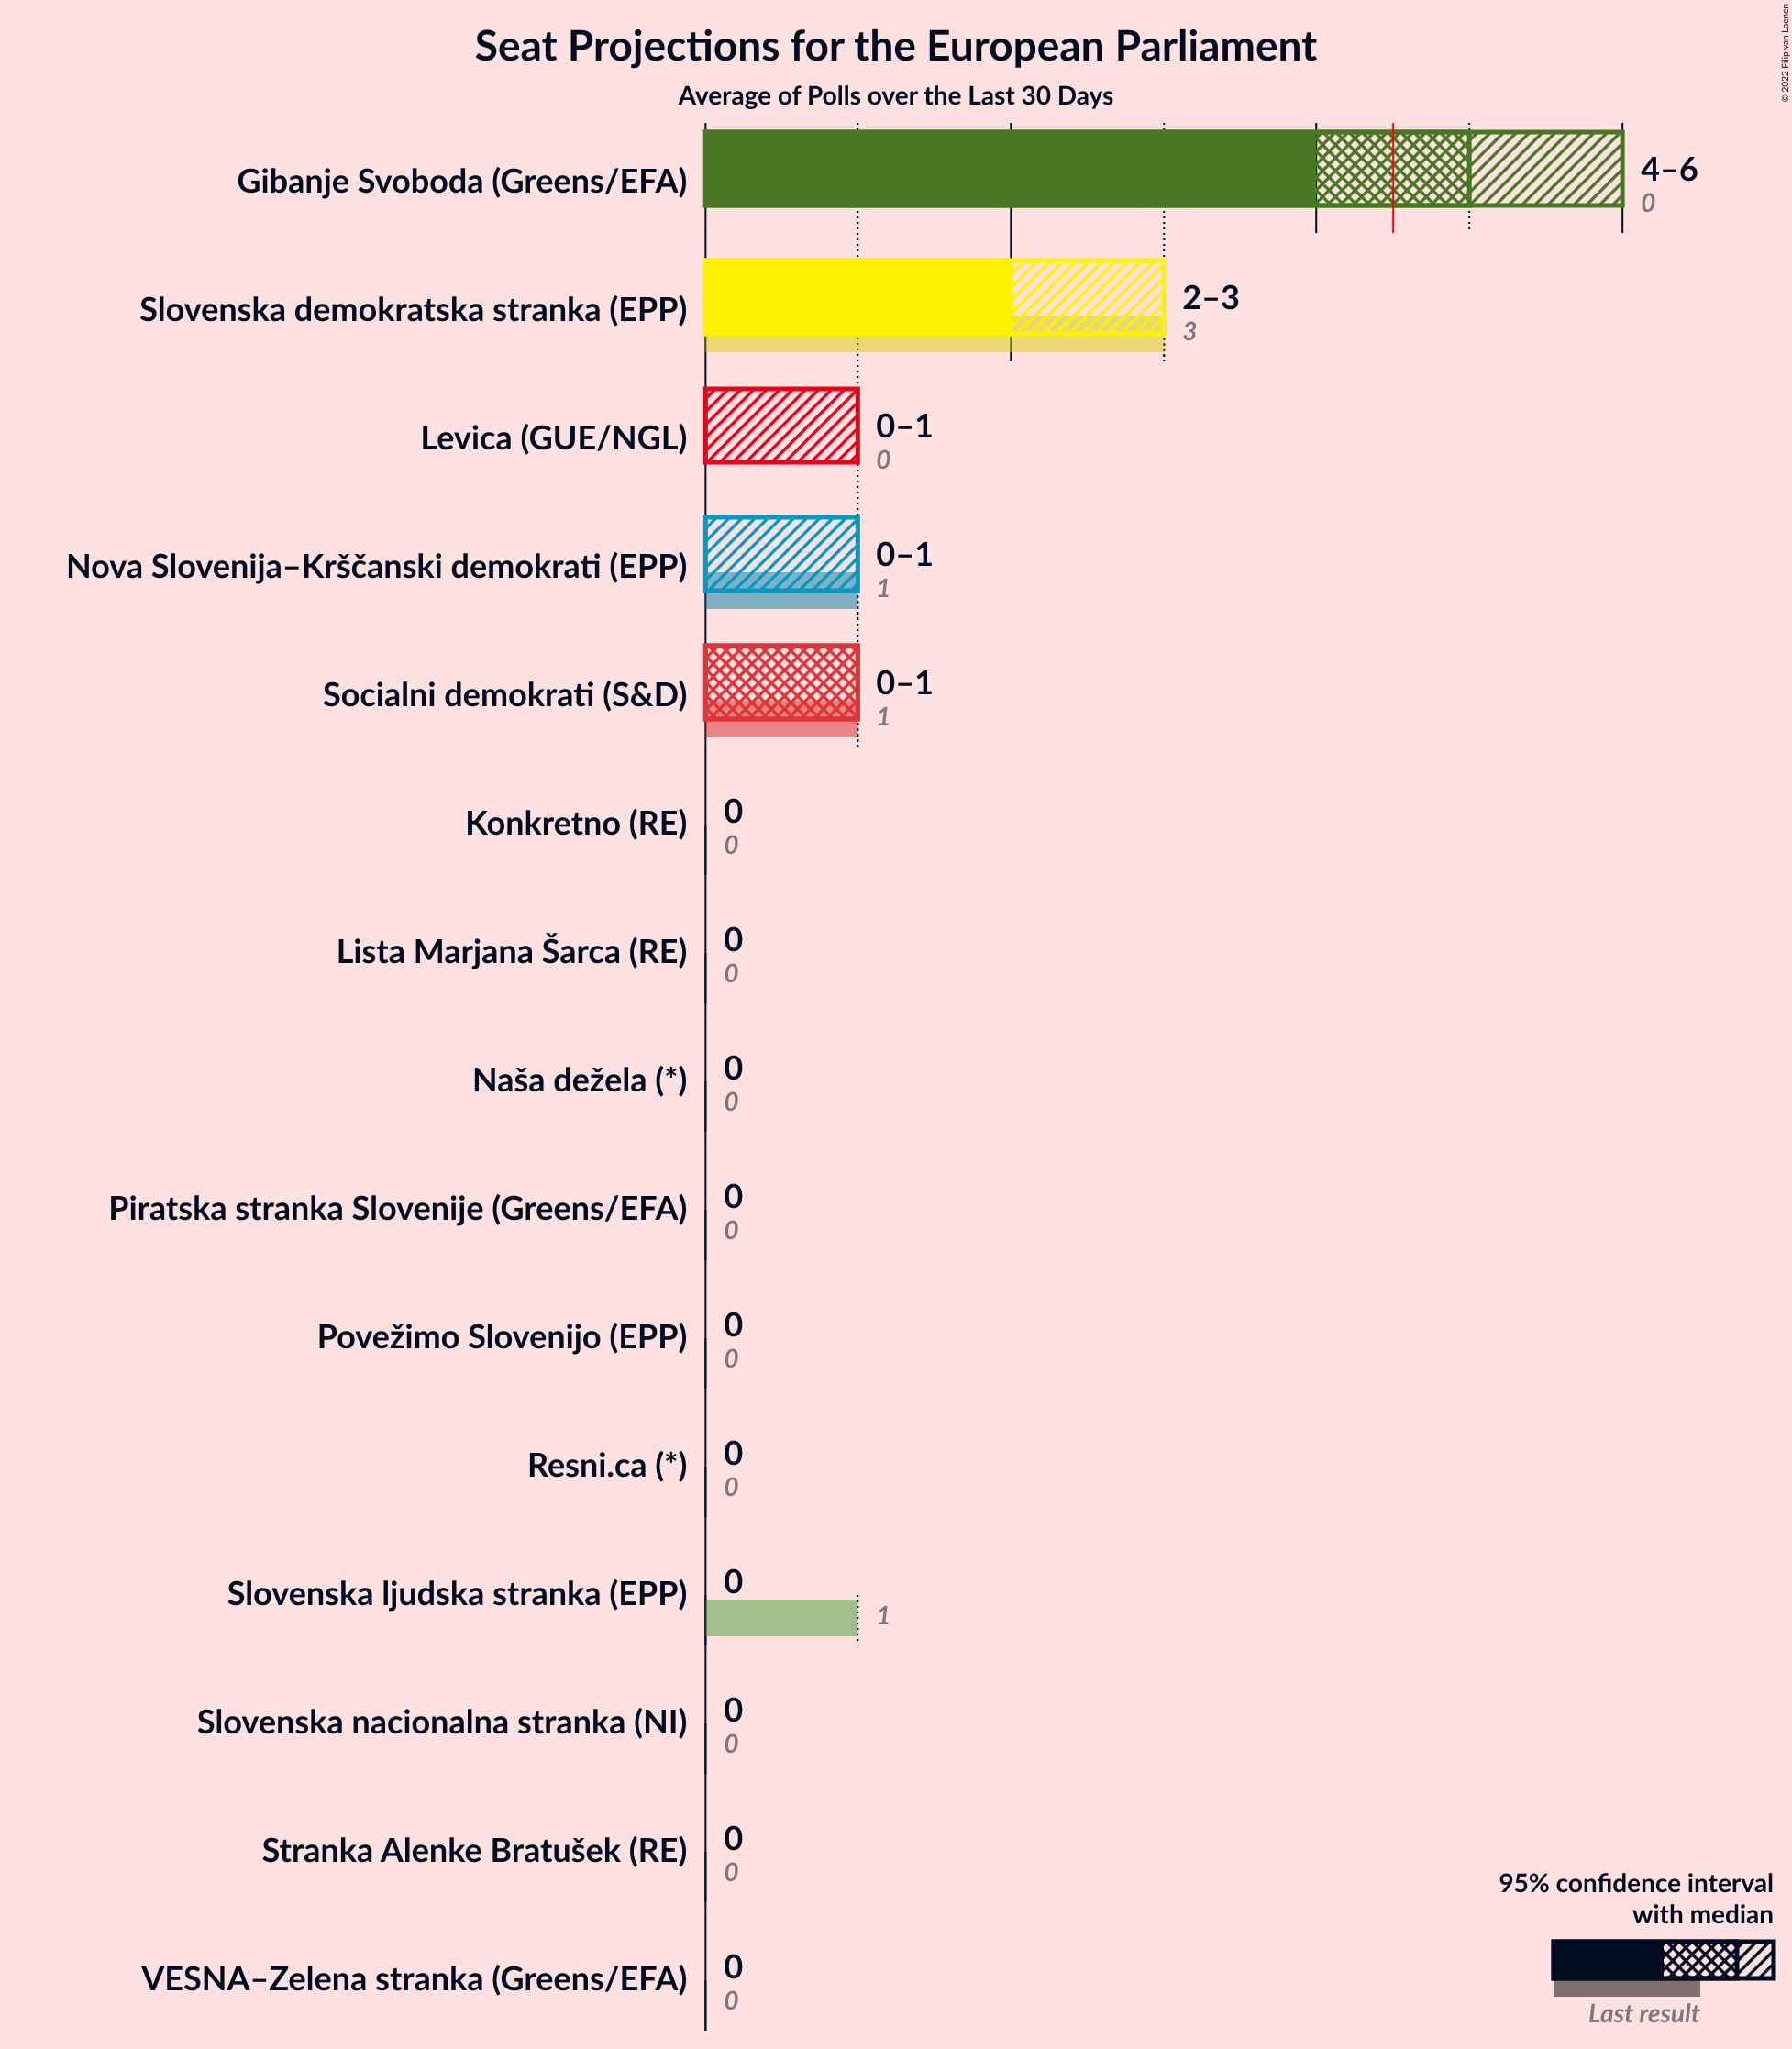 Seat Projections for the European Parliament
Average of Polls over the Last 30 Days
© 2022 Filip van Laenen
Gibanje Svoboda (Greens/EFA)
4–6
0
Slovenska demokratska stranka (EPP)
2–3
3
Levica (GUE/NGL)
0–1
0
Nova Slovenija–Krščanski demokrati (EPP)
0–1
1
Socialni demokrati (S&D)
0–1
1
Konkretno (RE)
0
0
Lista Marjana Šarca (RE)
0
0
Naša dežela (*)
0
0
Piratska stranka Slovenije (Greens/EFA)
0
0
Povežimo Slovenijo (EPP)
0
0
Resni.ca (*)
0
0
Slovenska ljudska stranka (EPP)
0
1
Slovenska nacionalna stranka (NI)
0
0
Stranka Alenke Bratušek (RE)
0
0
VESNA–Zelena stranka (Greens/EFA)
0
0
95% confidence interval
with median
Last result